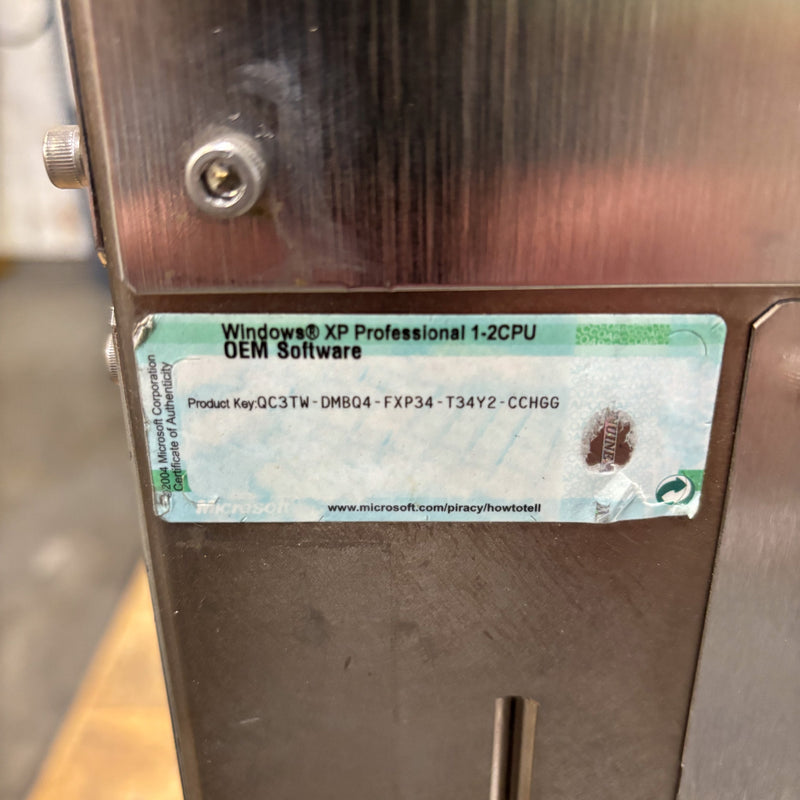 Windows® XP Professional 1-2CPU
OEM Software
©2004 Microsoft Corporation
Certificate of Authenticity
Product Key:QC3TW-DMBQ4-FXP34-T34Y2-CCHGG
Microsoft
www.microsoft.com/piracy/howtotell